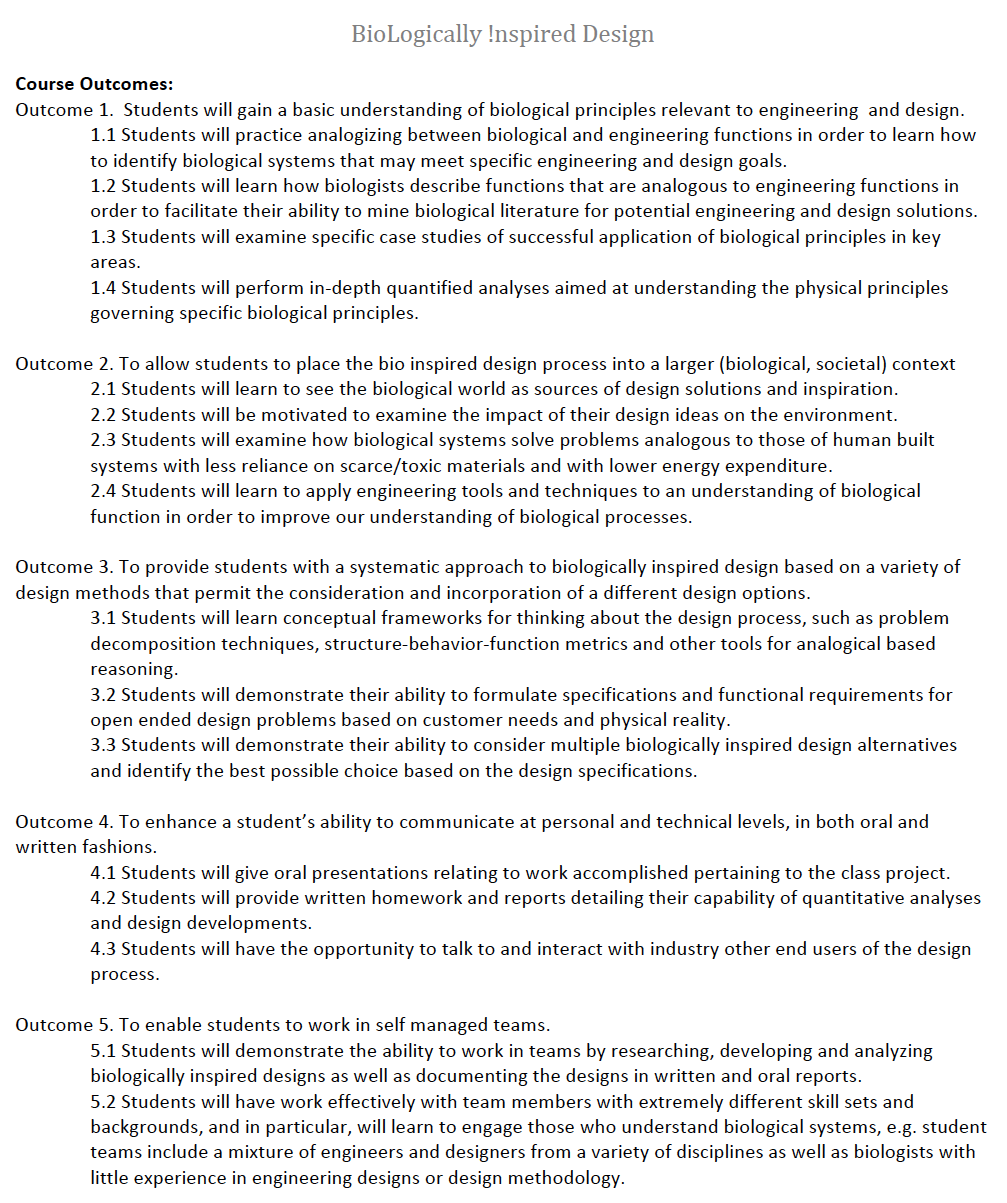 BioLogically !nspired Design
Course Outcomes:
Outcome 1.  Students will gain a basic understanding of biological principles relevant to engineering  and design.
1.1 Students will practice analogizing between biological and engineering functions in order to learn how
to identify biological systems that may meet specific engineering and design goals.
1.2 Students will learn how biologists describe functions that are analogous to engineering functions in
order to facilitate their ability to mine biological literature for potential engineering and design solutions.
1.3 Students will examine specific case studies of successful application of biological principles in key
areas.
1.4 Students will perform in-depth quantified analyses aimed at understanding the physical principles
governing specific biological principles.
Outcome 2. To allow students to place the bio inspired design process into a larger (biological, societal) context
2.1 Students will learn to see the biological world as sources of design solutions and inspiration.
2.2 Students will be motivated to examine the impact of their design ideas on the environment.
2.3 Students will examine how biological systems solve problems analogous to those of human built
systems with less reliance on scarce/toxic materials and with lower energy expenditure.
2.4 Students will learn to apply engineering tools and techniques to an understanding of biological
function in order to improve our understanding of biological processes.
Outcome 3. To provide students with a systematic approach to biologically inspired design based on a variety of
design methods that permit the consideration and incorporation of a different design options.
3.1 Students will learn conceptual frameworks for thinking about the design process, such as problem
decomposition techniques, structure-behavior-function metrics and other tools for analogical based
reasoning.
3.2 Students will demonstrate their ability to formulate specifications and functional requirements for
open ended design problems based on customer needs and physical reality.
3.3 Students will demonstrate their ability to consider multiple biologically inspired design alternatives
and identify the best possible choice based on the design specifications.
Outcome 4. To enhance a student’s ability to communicate at personal and technical levels, in both oral and
written fashions.
4.1 Students will give oral presentations relating to work accomplished pertaining to the class project.
4.2 Students will provide written homework and reports detailing their capability of quantitative analyses
and design developments.
4.3 Students will have the opportunity to talk to and interact with industry other end users of the design
process.
Outcome 5. To enable students to work in self managed teams.
5.1 Students will demonstrate the ability to work in teams by researching, developing and analyzing
biologically inspired designs as well as documenting the designs in written and oral reports.
5.2 Students will have work effectively with team members with extremely different skill sets and
backgrounds, and in particular, will learn to engage those who understand biological systems, e.g. student
teams include a mixture of engineers and designers from a variety of disciplines as well as biologists with
little experience in engineering designs or design methodology.